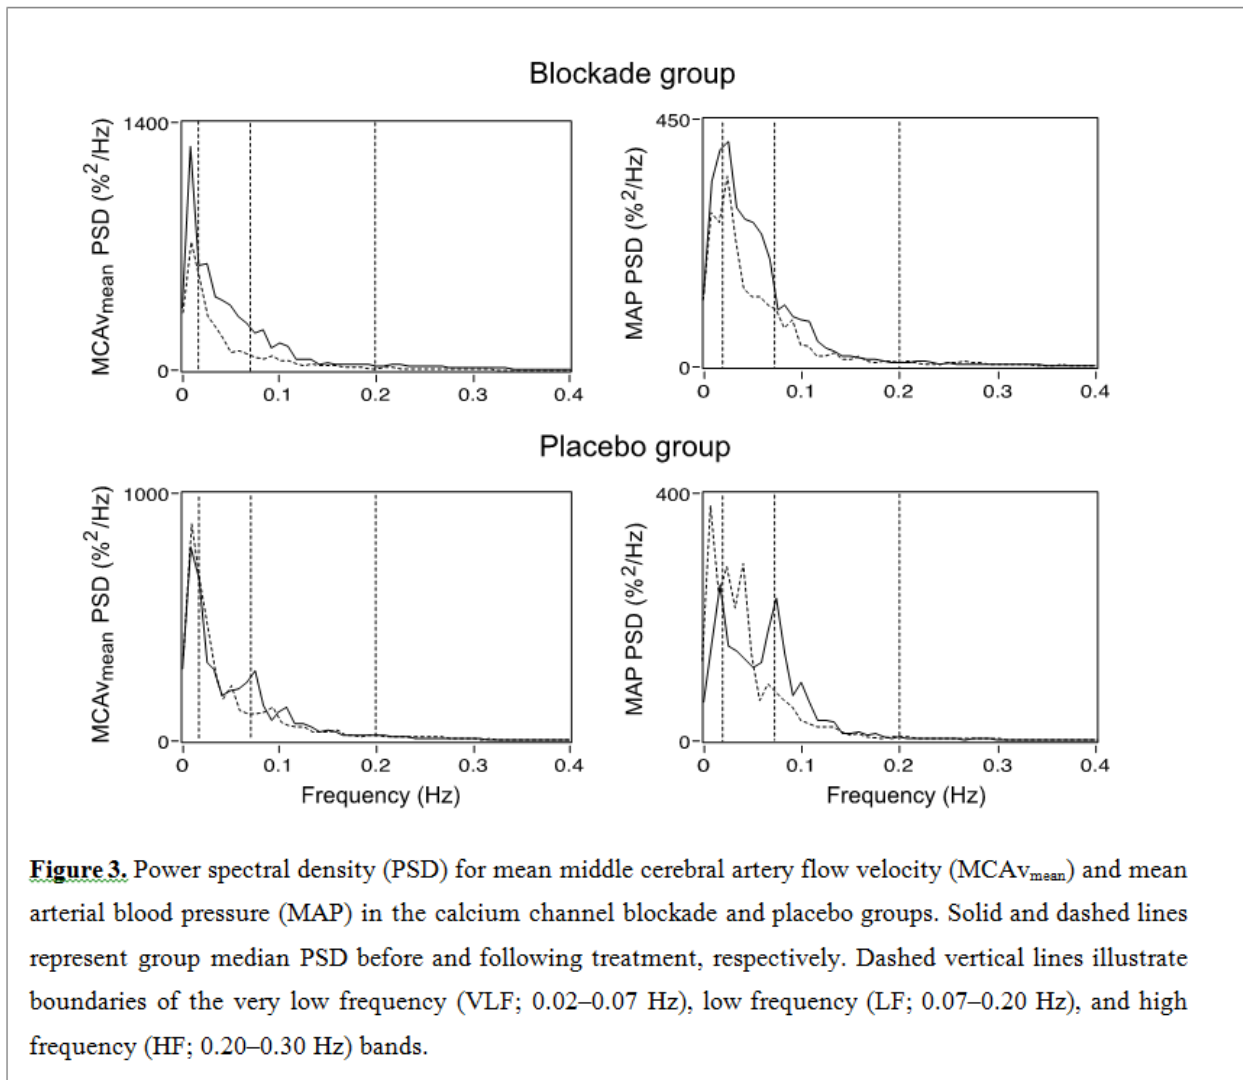 Blockade group
1400
0
MCAv_mean PSD (%²/Hz)
0 0.1 0.2 0.3 0.4
450
0
MAP PSD (%²/Hz)
0 0.1 0.2 0.3 0.4
Placebo group
1000
0
MCAv_mean PSD (%²/Hz)
0 0.1 0.2 0.3 0.4
Frequency (Hz)
400
0
MAP PSD (%²/Hz)
0 0.1 0.2 0.3 0.4
Frequency (Hz)
Figure 3. Power spectral density (PSD) for mean middle cerebral artery flow velocity (MCAv_mean) and mean
arterial blood pressure (MAP) in the calcium channel blockade and placebo groups. Solid and dashed lines
represent group median PSD before and following treatment, respectively. Dashed vertical lines illustrate
boundaries of the very low frequency (VLF; 0.02–0.07 Hz), low frequency (LF; 0.07–0.20 Hz), and high
frequency (HF; 0.20–0.30 Hz) bands.